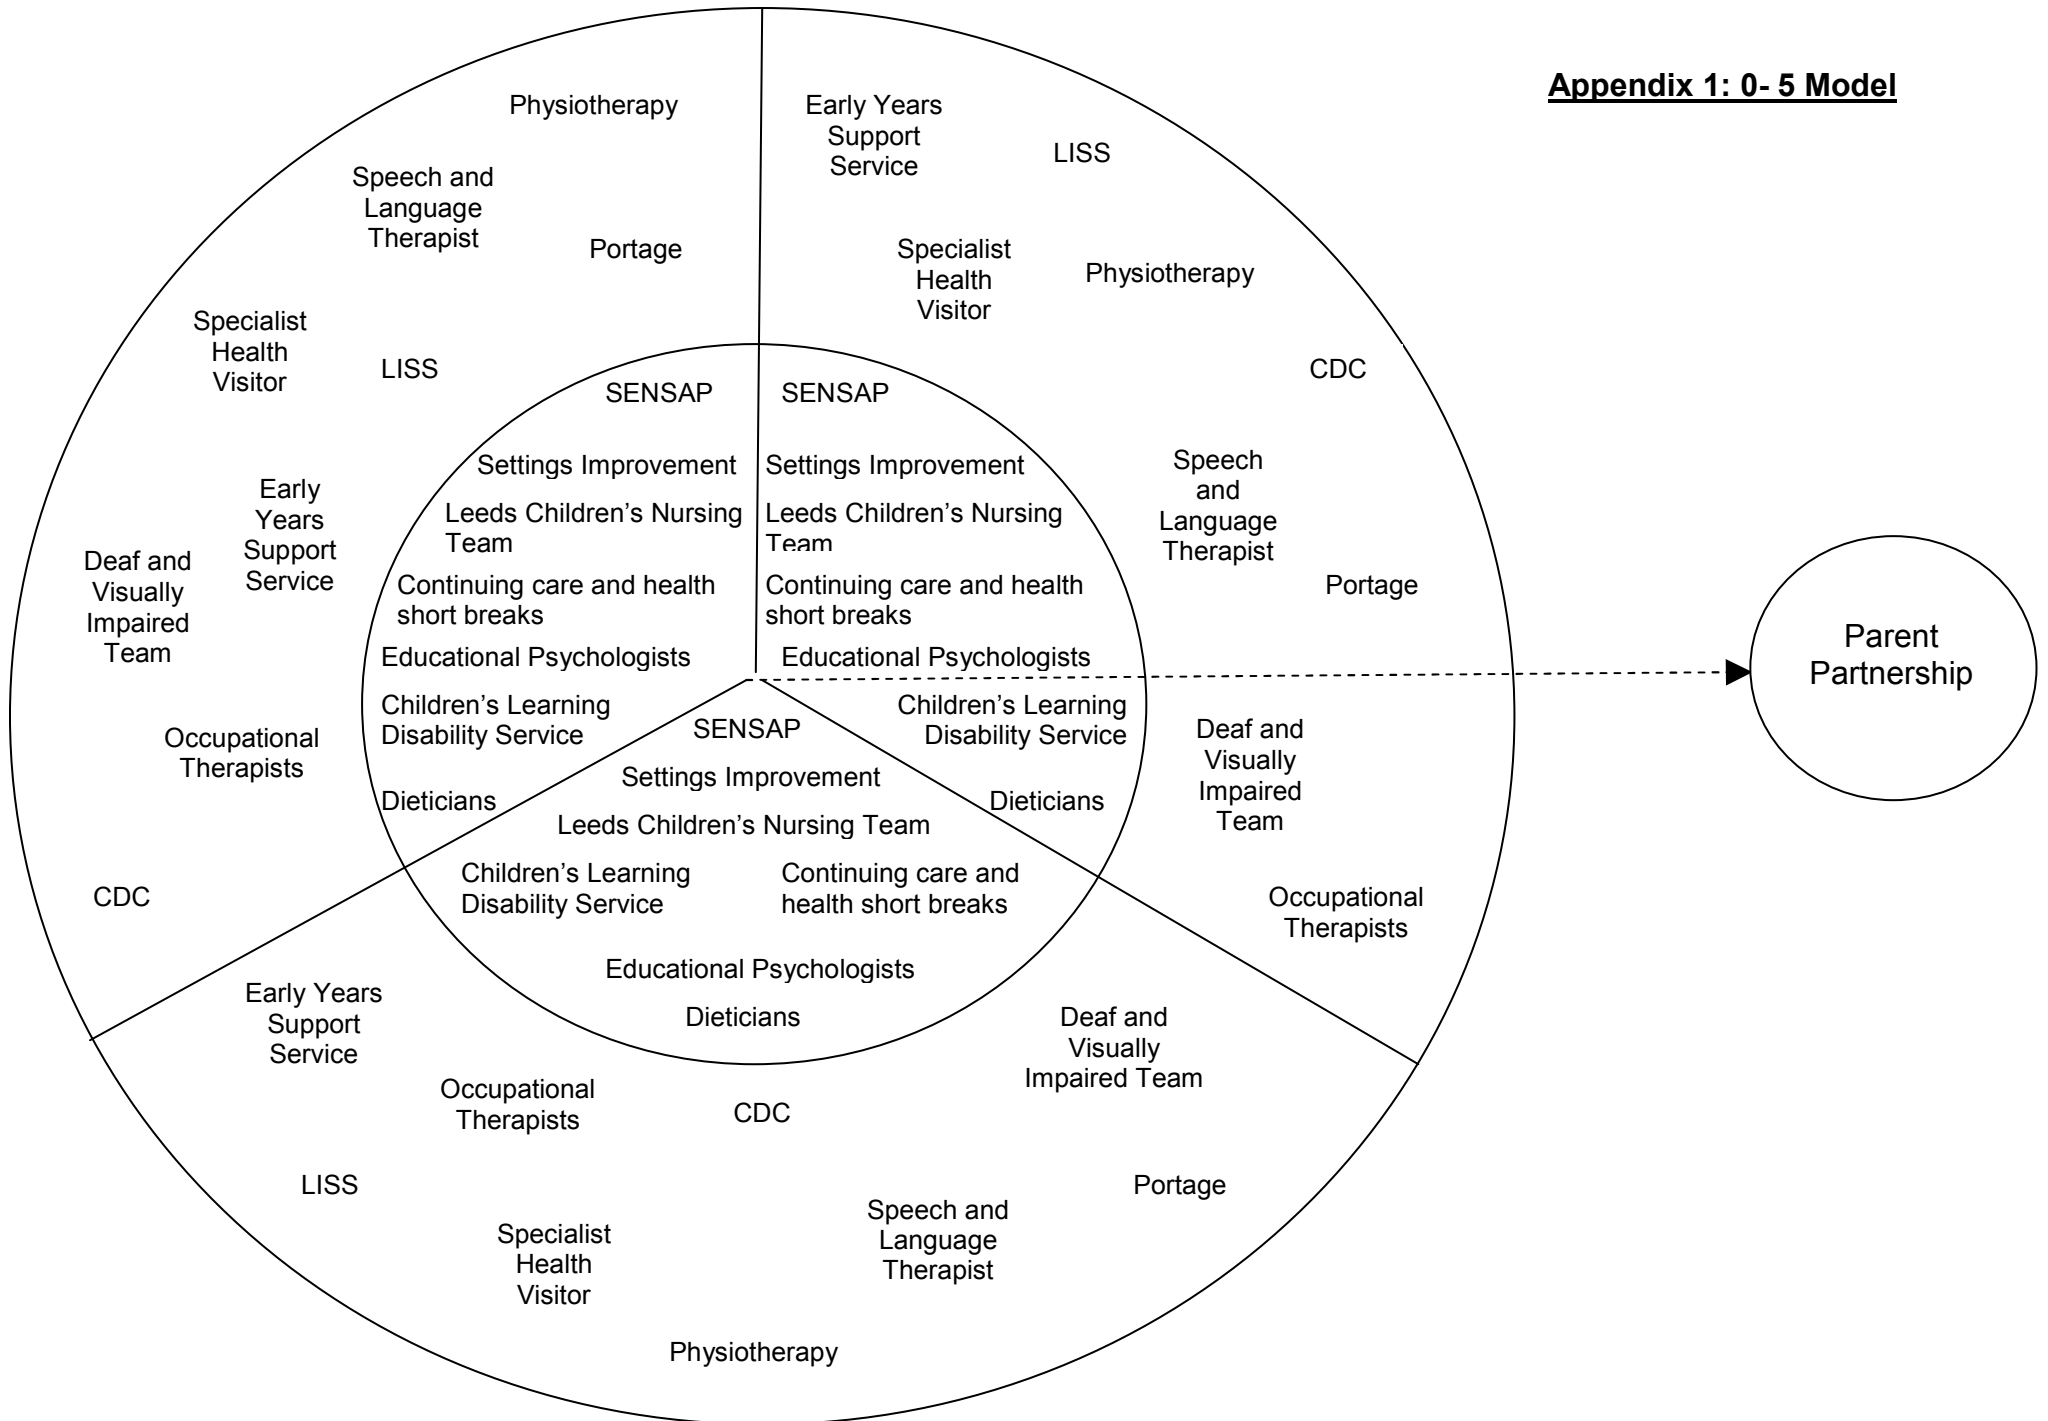 Appendix 1: 0- 5 Model
Physiotherapy
Speech and
Language
Therapist
Portage
Specialist
Health
Visitor
LISS
Early
Years
Support
Service
Deaf and
Visually
Impaired
Team
Occupational
Therapists
CDC
Early Years
Support
Service
LISS
Specialist
Health
Visitor
Physiotherapy
CDC
Speech
and
Language
Therapist
Portage
Deaf and
Visually
Impaired
Team
Occupational
Therapists
SENSAP
Settings Improvement
Leeds Children’s Nursing
Team
Continuing care and health
short breaks
Educational Psychologists
Children’s Learning
Disability Service
Dieticians
SENSAP
Settings Improvement
Leeds Children’s Nursing
Team
Continuing care and health
short breaks
Educational Psychologists
Children’s Learning
Disability Service
Dieticians
SENSAP
Settings Improvement
Leeds Children’s Nursing Team
Children’s Learning
Disability Service
Continuing care and
health short breaks
Educational Psychologists
Dieticians
Early Years
Support
Service
Occupational
Therapists
CDC
Deaf and
Visually
Impaired Team
LISS
Specialist
Health
Visitor
Speech and
Language
Therapist
Portage
Physiotherapy
Parent
Partnership